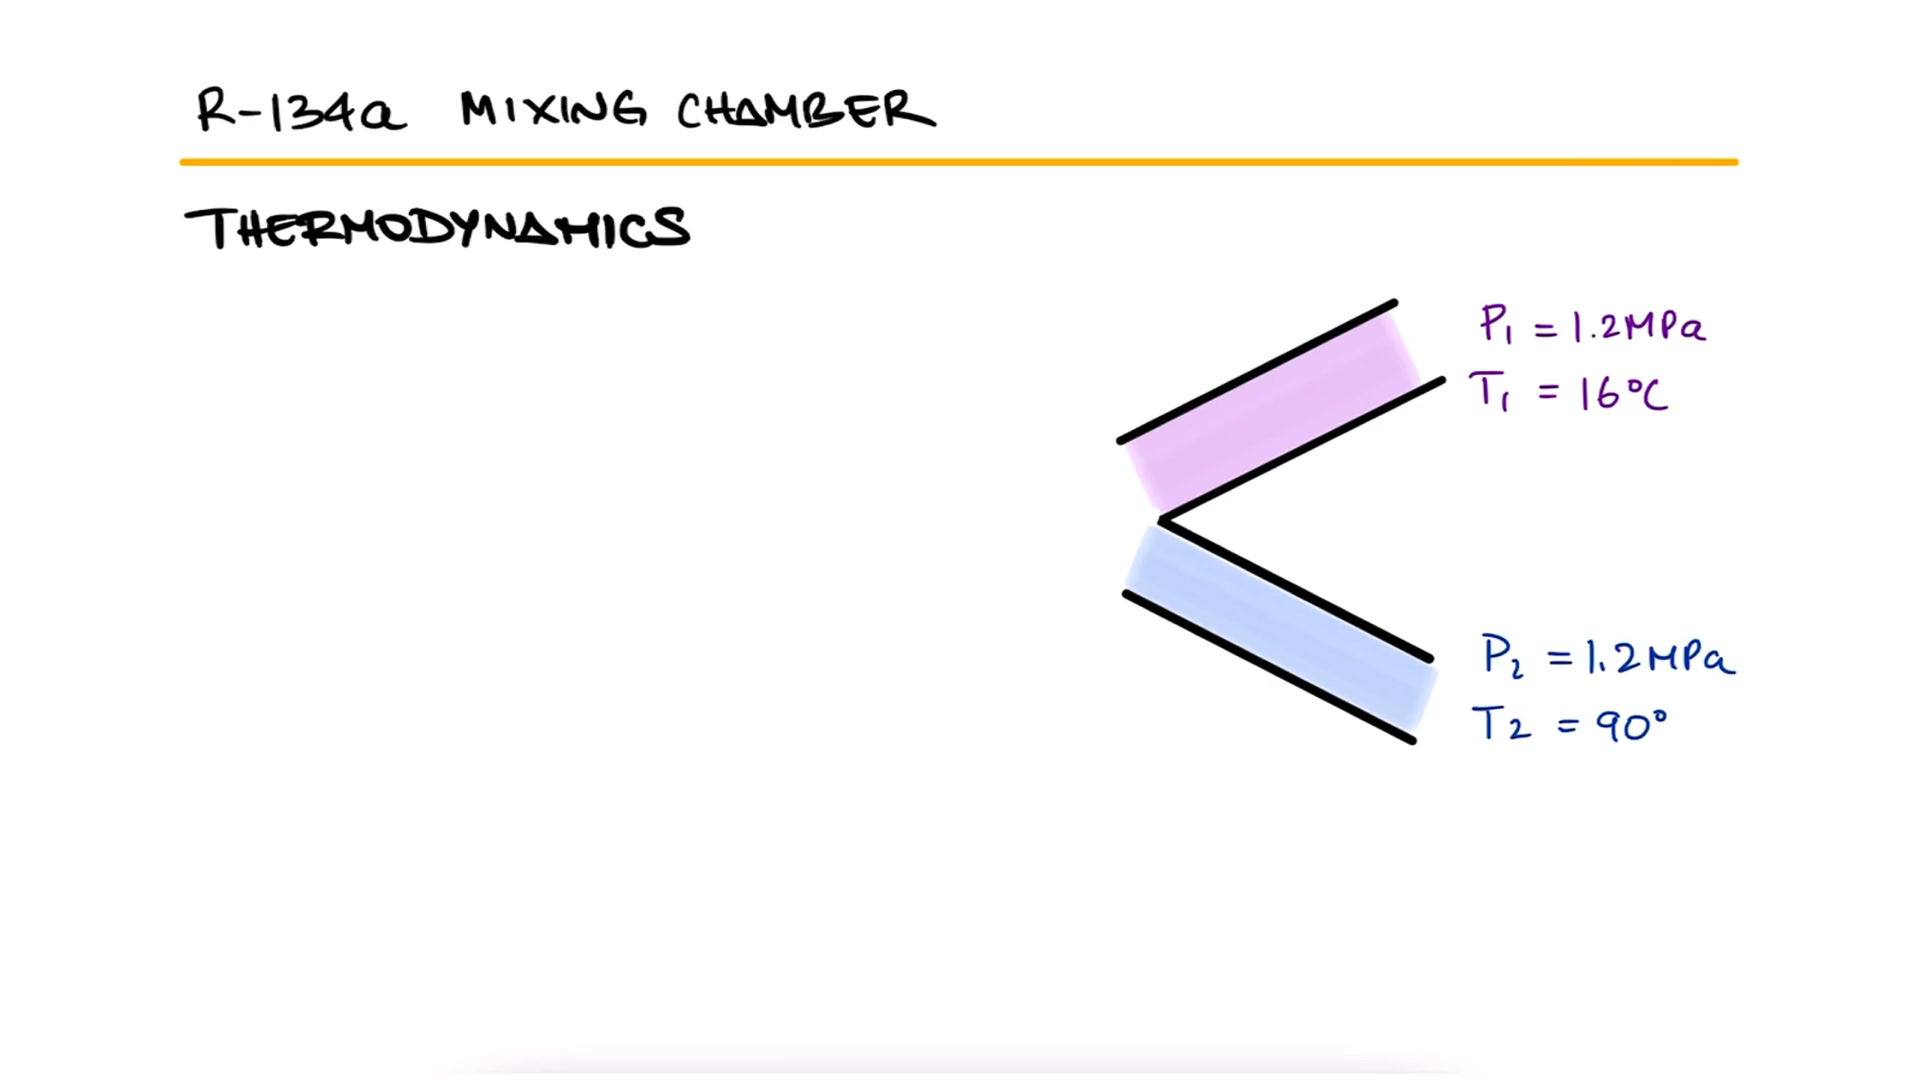 R-134a MIXING CHAMBER
THERMODYNAMICS
P₁ = 1.2MPa
T₁ = 16°C
P₂ = 1.2MPa
T2 = 90°